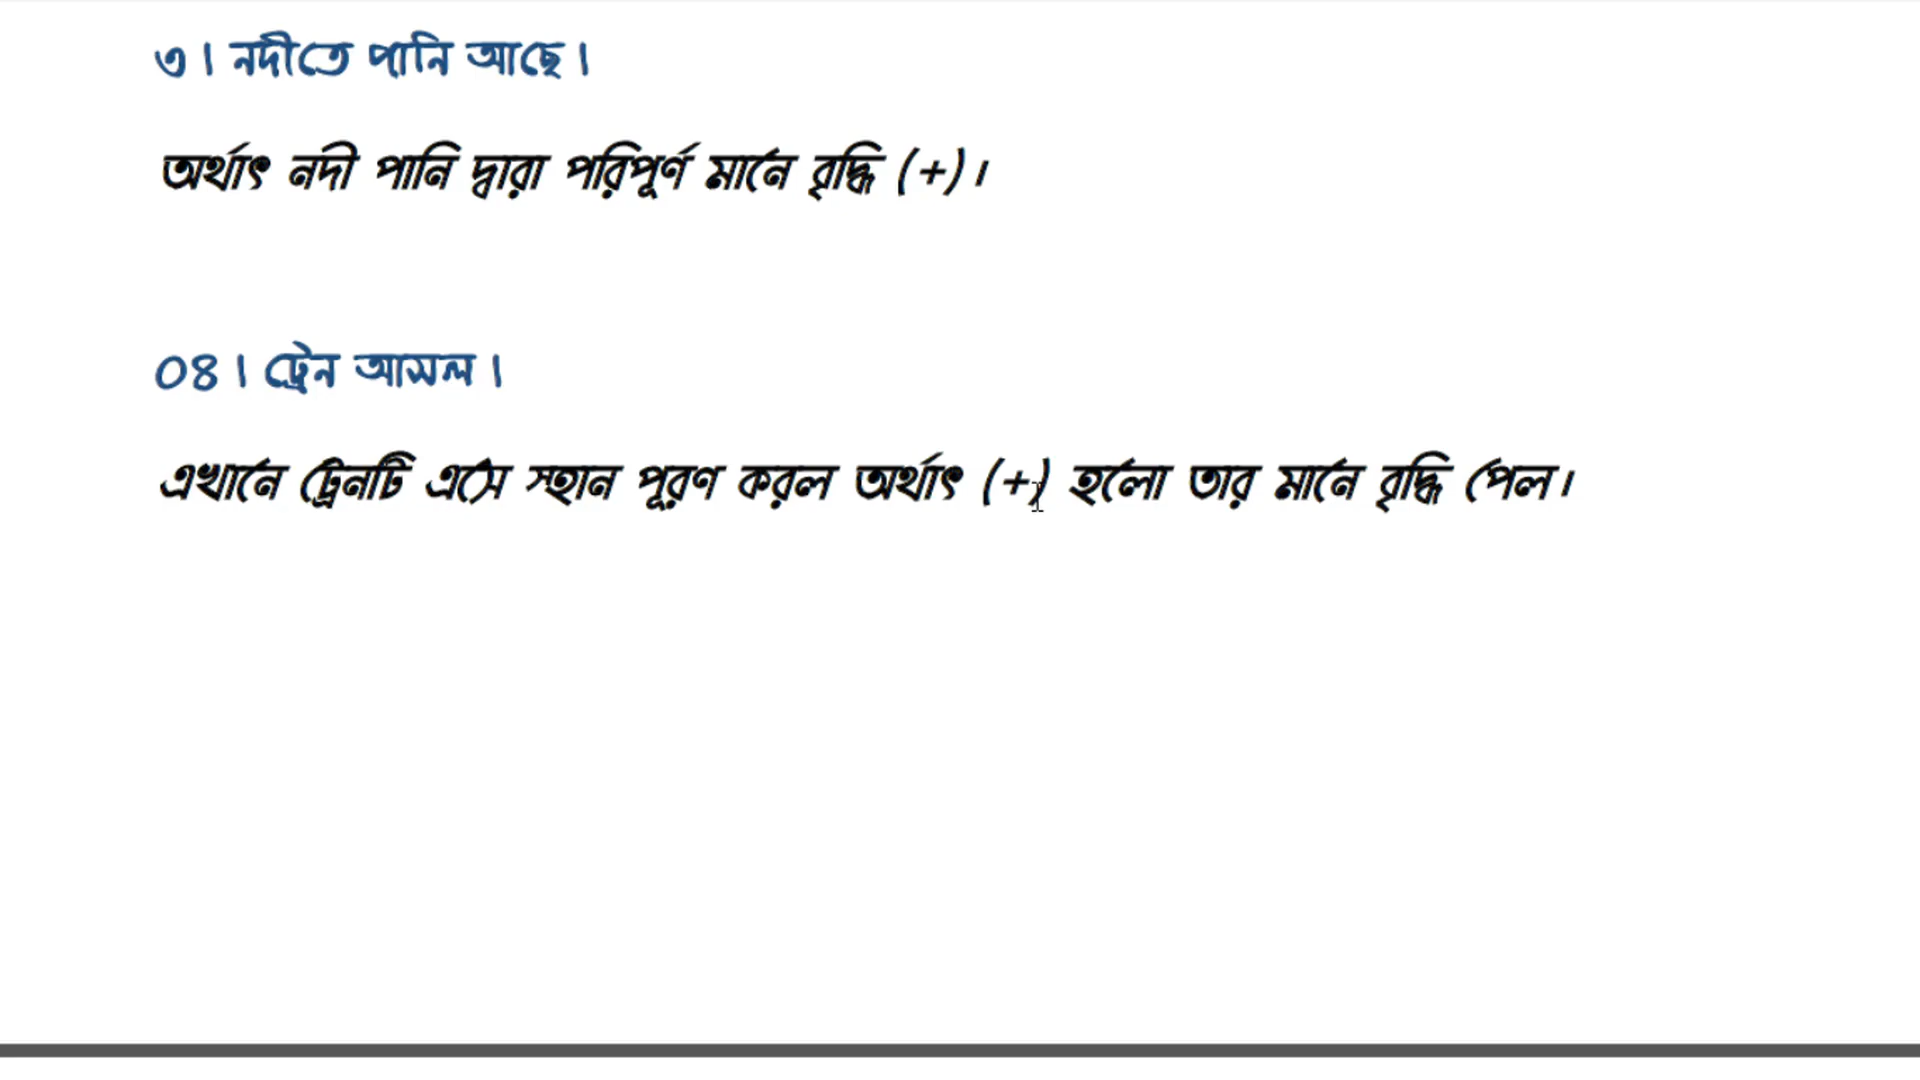 ৩। নদীতে পানি আছে।
অর্থাৎ নদী পানি দ্বারা পরিপূর্ণ মানে বৃদ্ধি (+)।
০৪। ট্রেন আসল।
এখানে ট্রেনটি এসে স্হান পূরণ করল অর্থাৎ (+) হলো তার মানে বৃদ্ধি পেল।